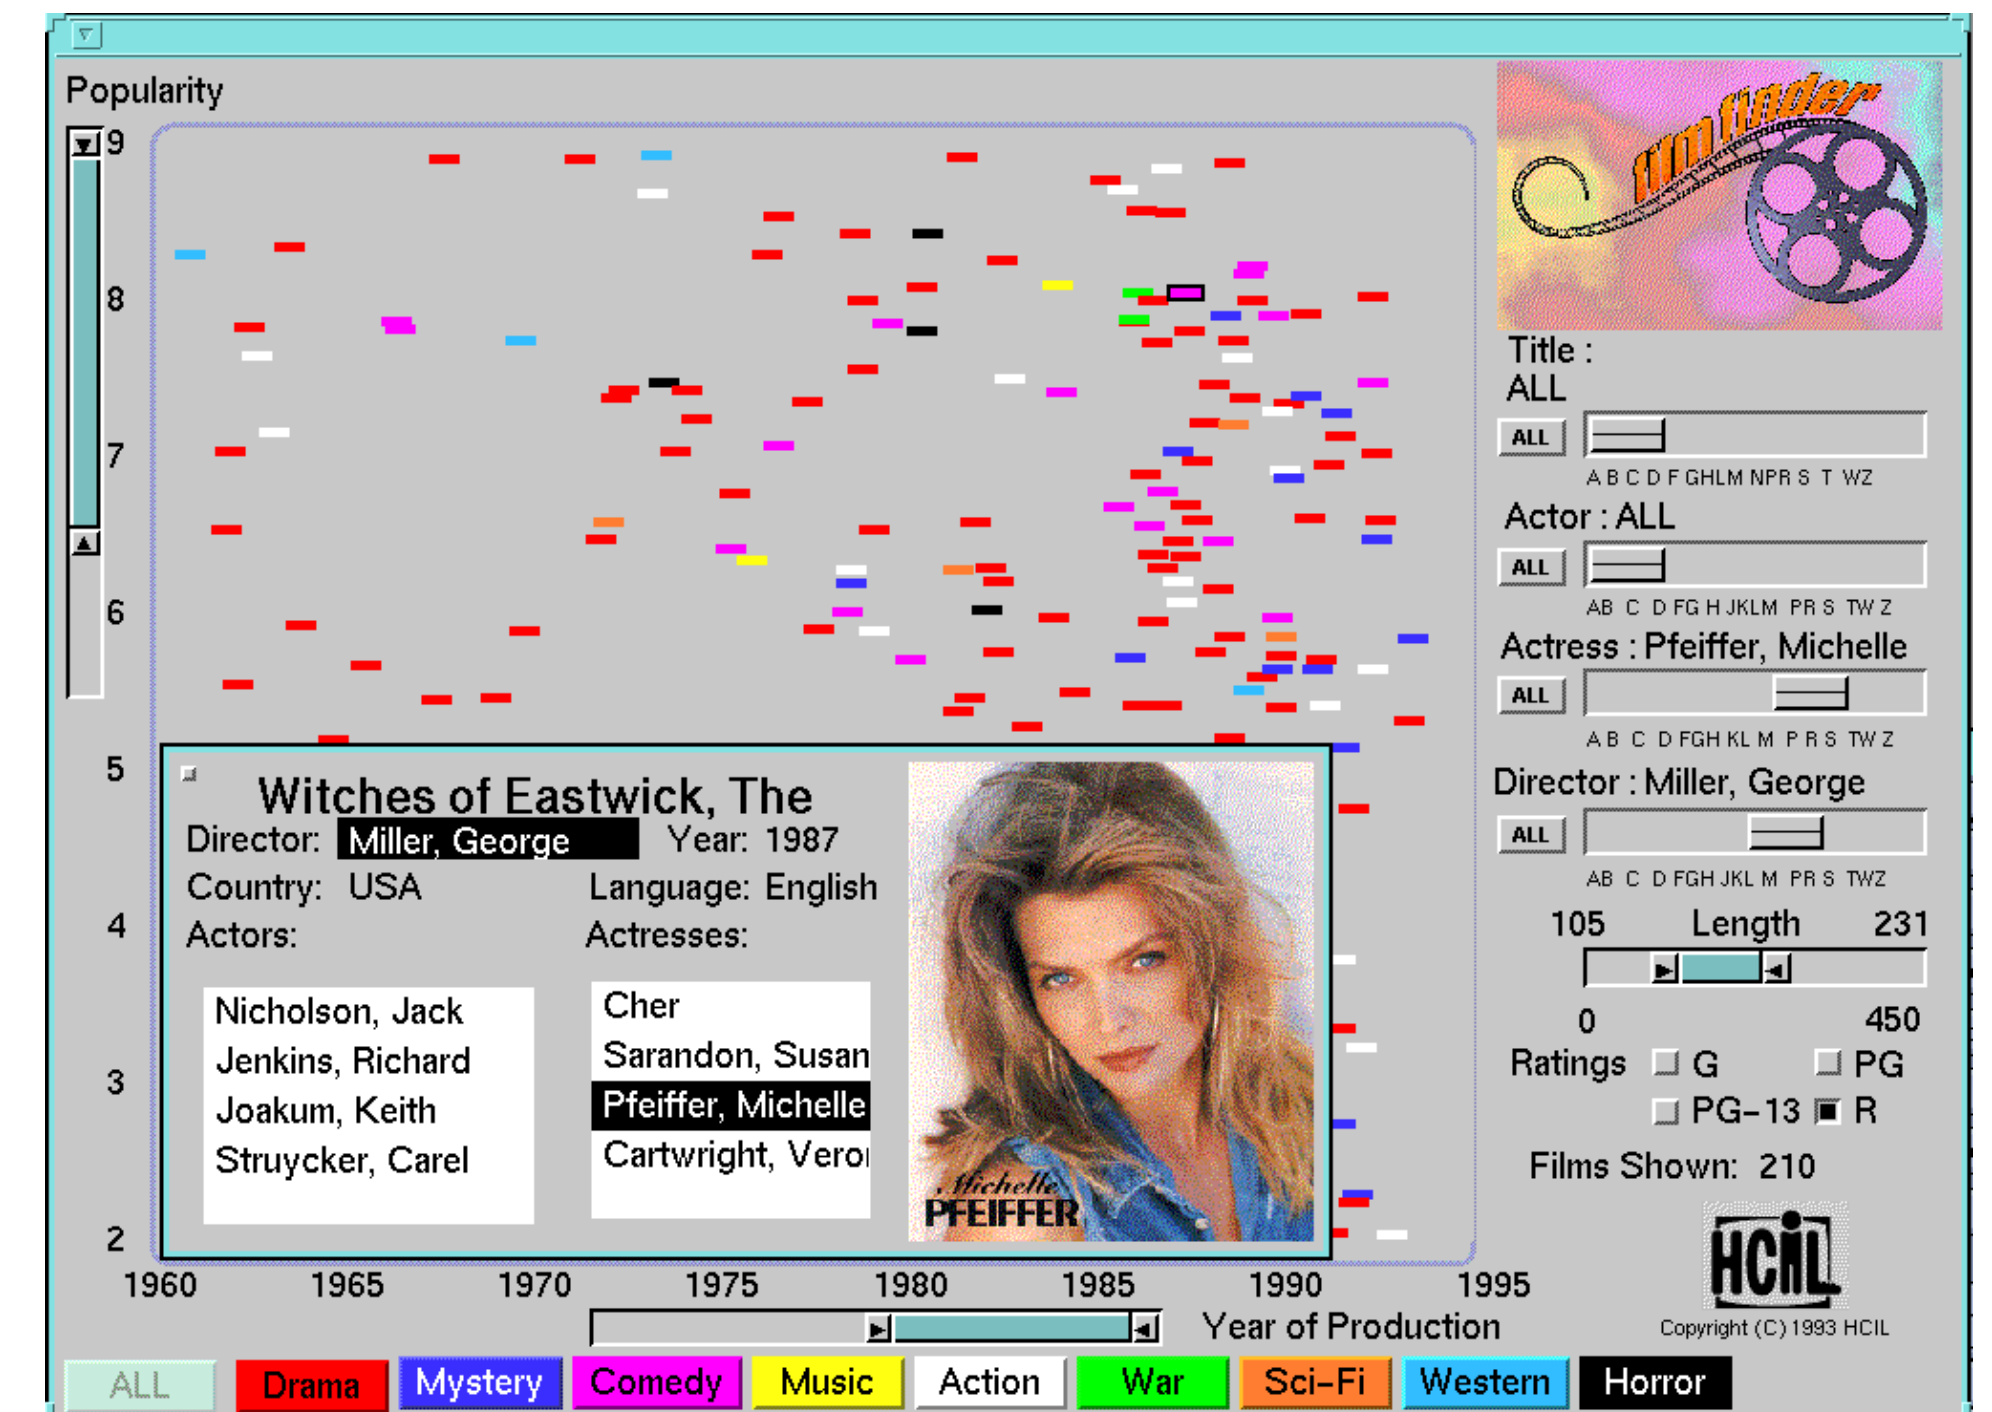 Popularity
9
8
7
6
5
4
3
2
film finder
Title :
ALL
ALL
A B C D F GHLM NPR S T WZ
Actor : ALL
ALL
AB C D FG H JKLM PR S TW Z
Actress : Pfeiffer, Michelle
ALL
A B C D FGH KL M P R S TW Z
Director : Miller, George
ALL
AB C D FGH JKL M PR S TWZ
105 Length 231
0 450
Ratings G PG
PG-13 R
Films Shown: 210
HCIL
Copyright (C) 1993 HCIL
Witches of Eastwick, The
Director: Miller, George Year: 1987
Country: USA Language: English
Actors: Actresses:
Nicholson, Jack
Jenkins, Richard
Joakum, Keith
Struycker, Carel
Cher
Sarandon, Susan
Pfeiffer, Michelle
Cartwright, Vero
Michelle
PFEIFFER
1960 1965 1970 1975 1980 1985 1990 1995
Year of Production
ALL Drama Mystery Comedy Music Action War Sci-Fi Western Horror